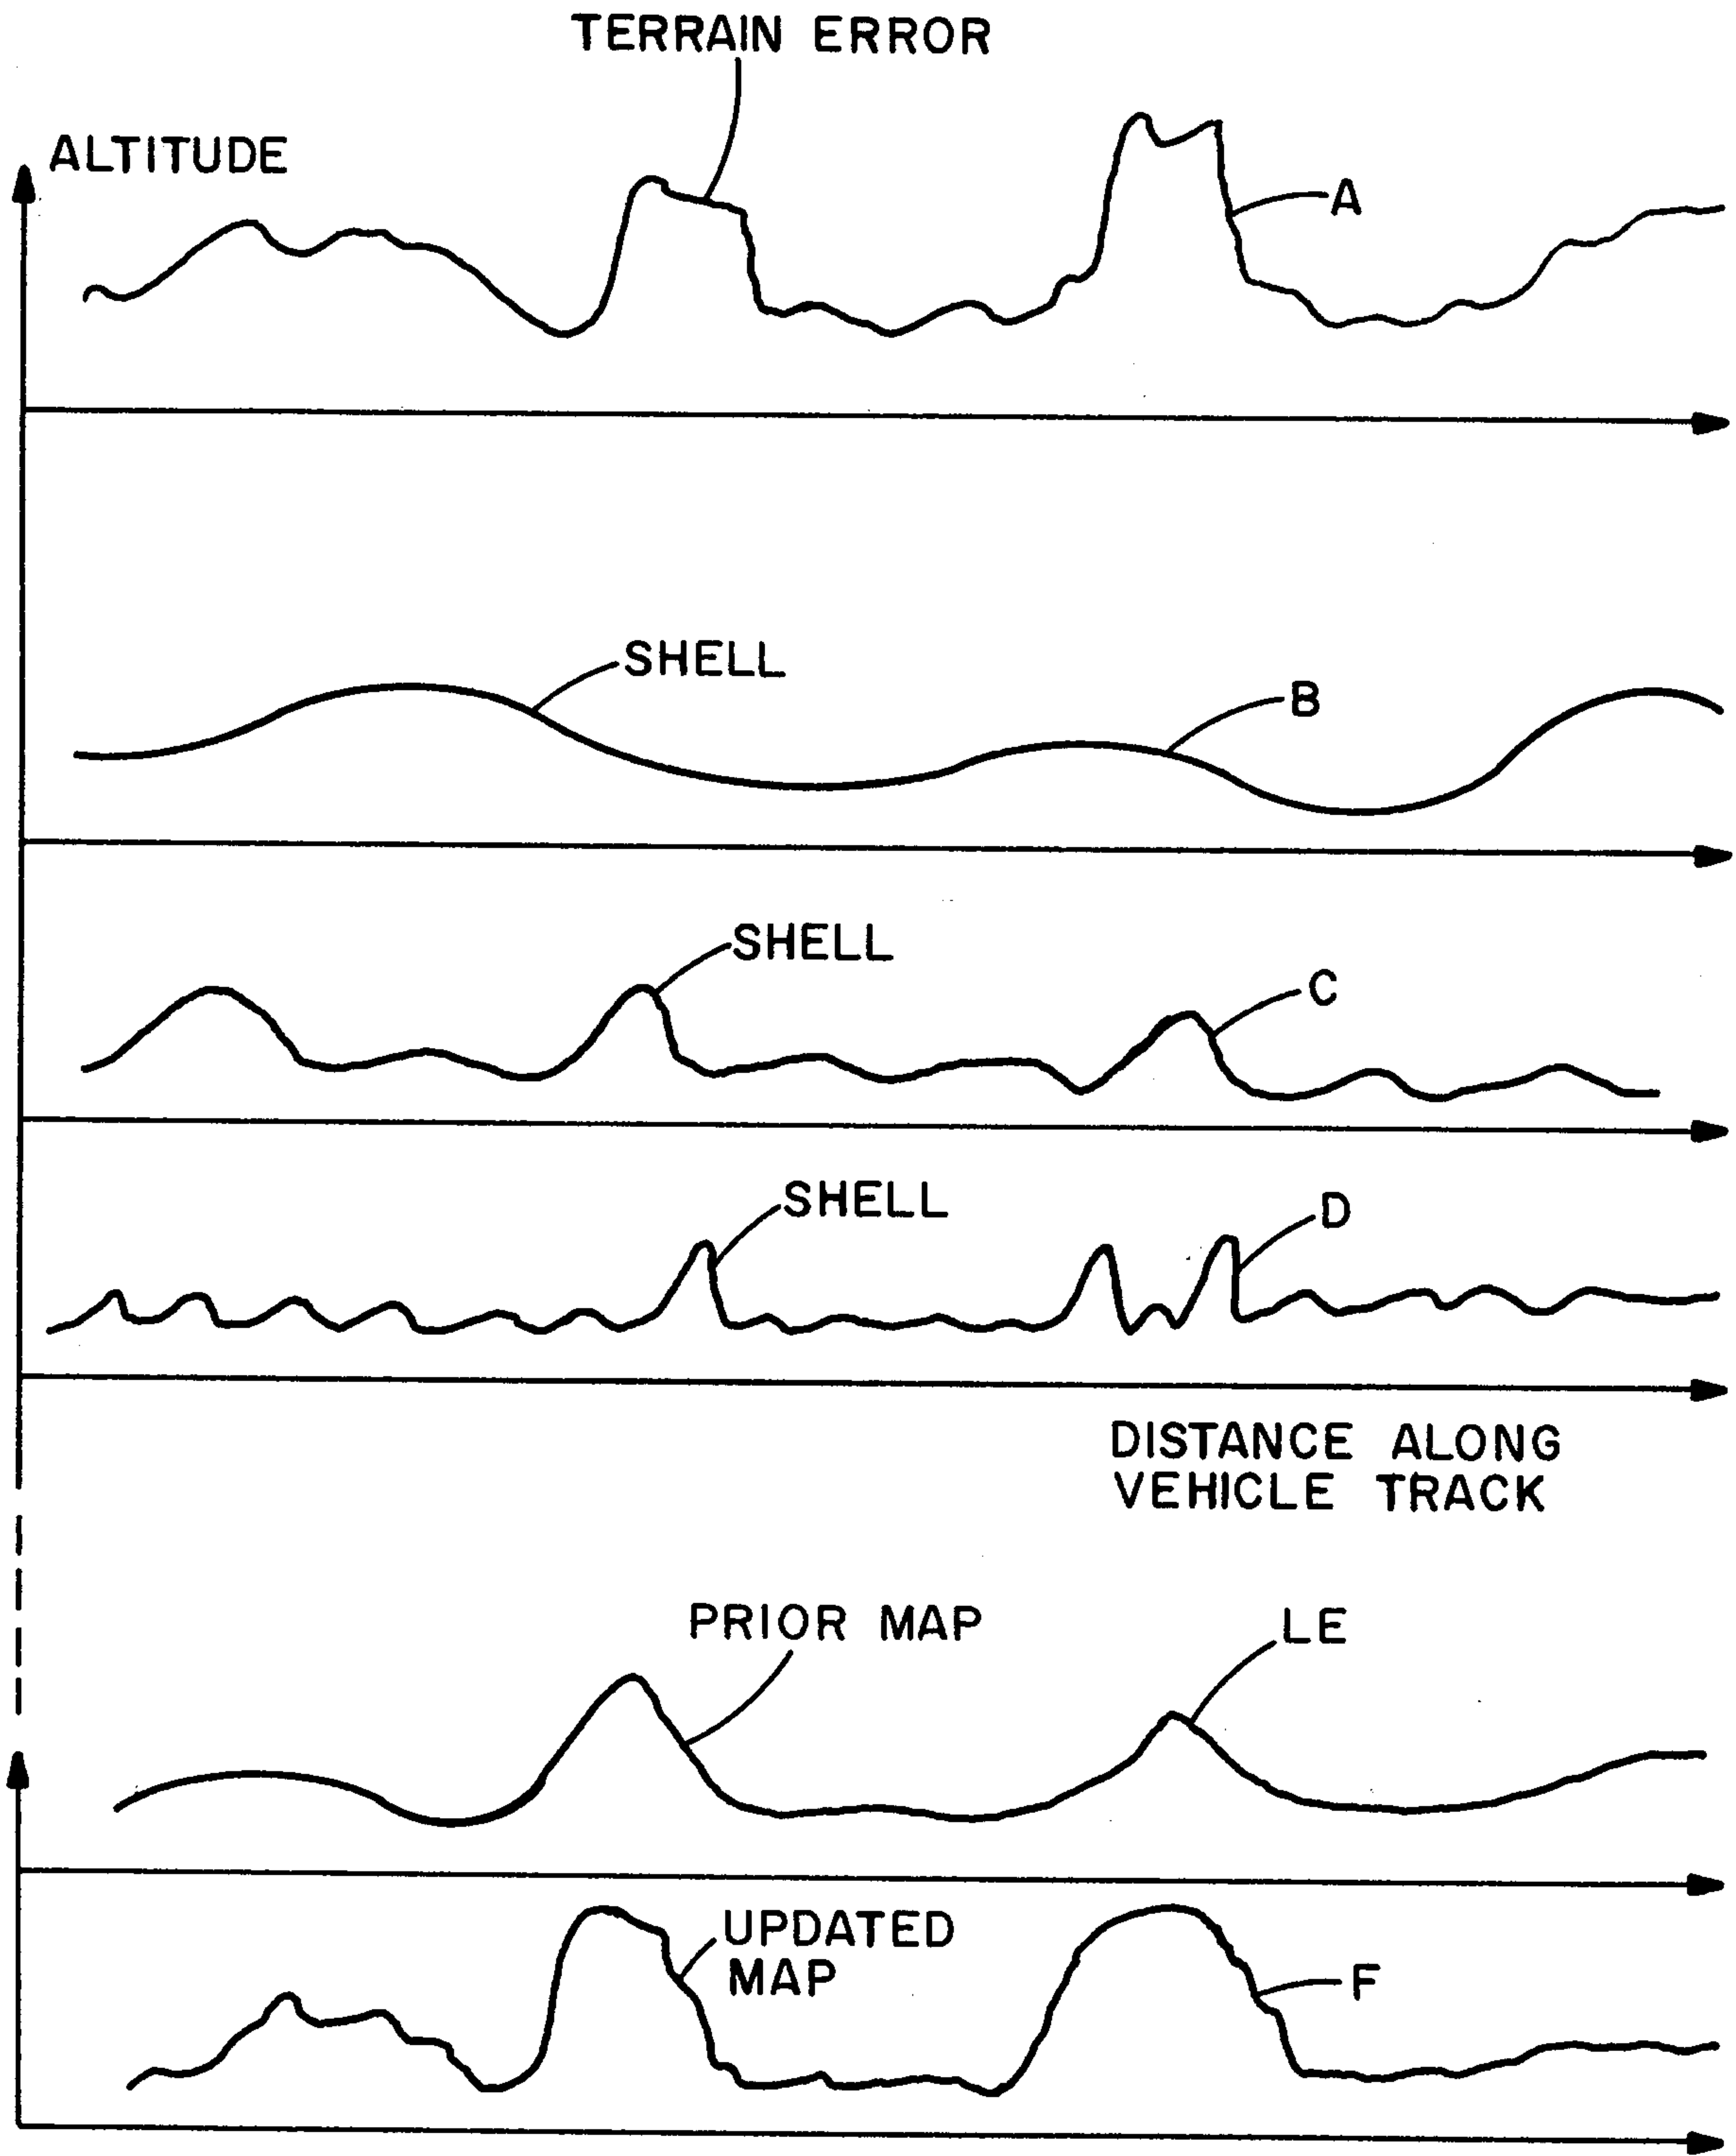 TERRAIN ERROR
ALTITUDE
A
SHELL
B
SHELL
C
SHELL
D
DISTANCE ALONG
VEHICLE TRACK
PRIOR MAP
LE
UPDATED
MAP
F